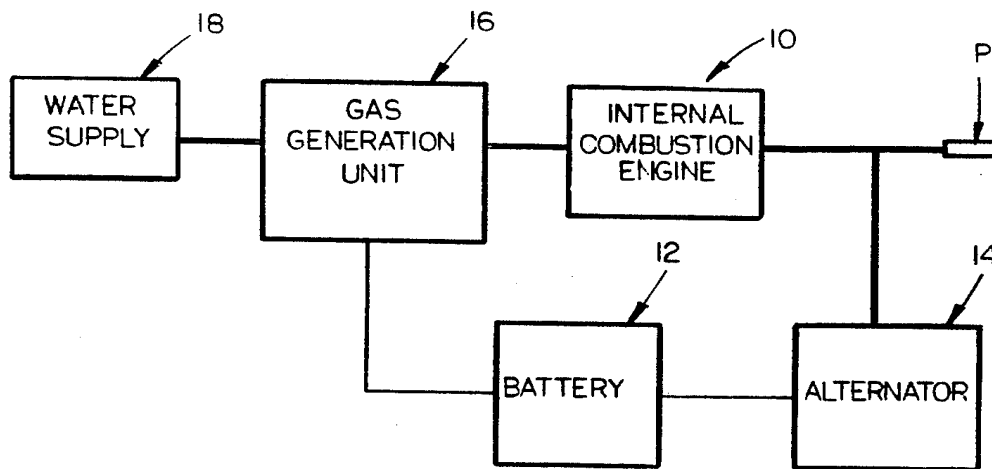 18
16
10
P
WATER
SUPPLY
GAS
GENERATION
UNIT
INTERNAL
COMBUSTION
ENGINE
12
14
BATTERY
ALTERNATOR